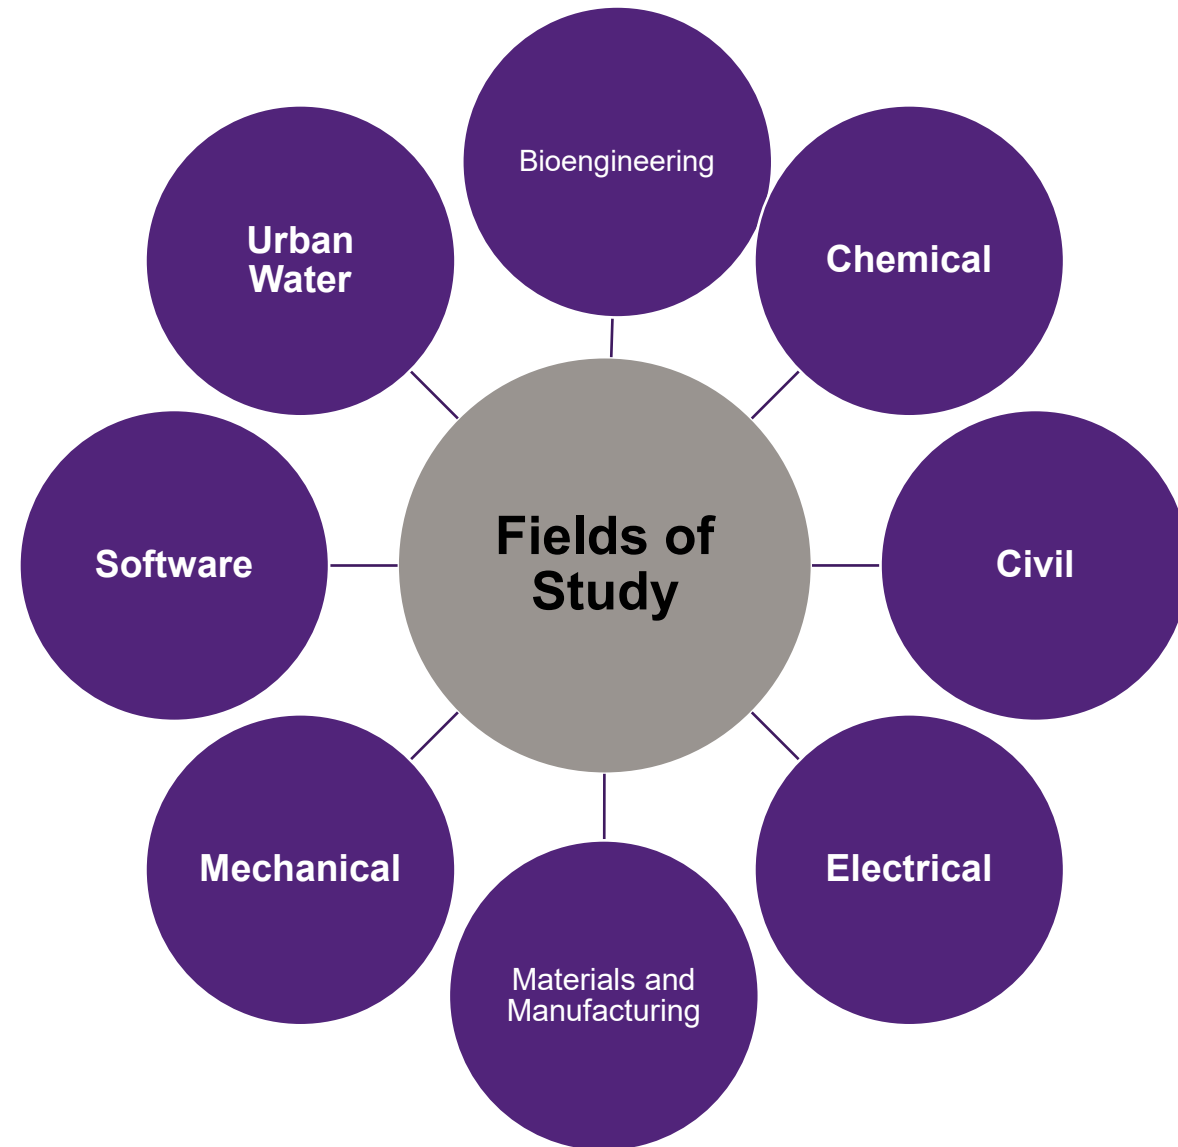 Bioengineering
Chemical
Civil
Electrical
Materials and
Manufacturing
Mechanical
Software
Urban
Water
Fields of
Study